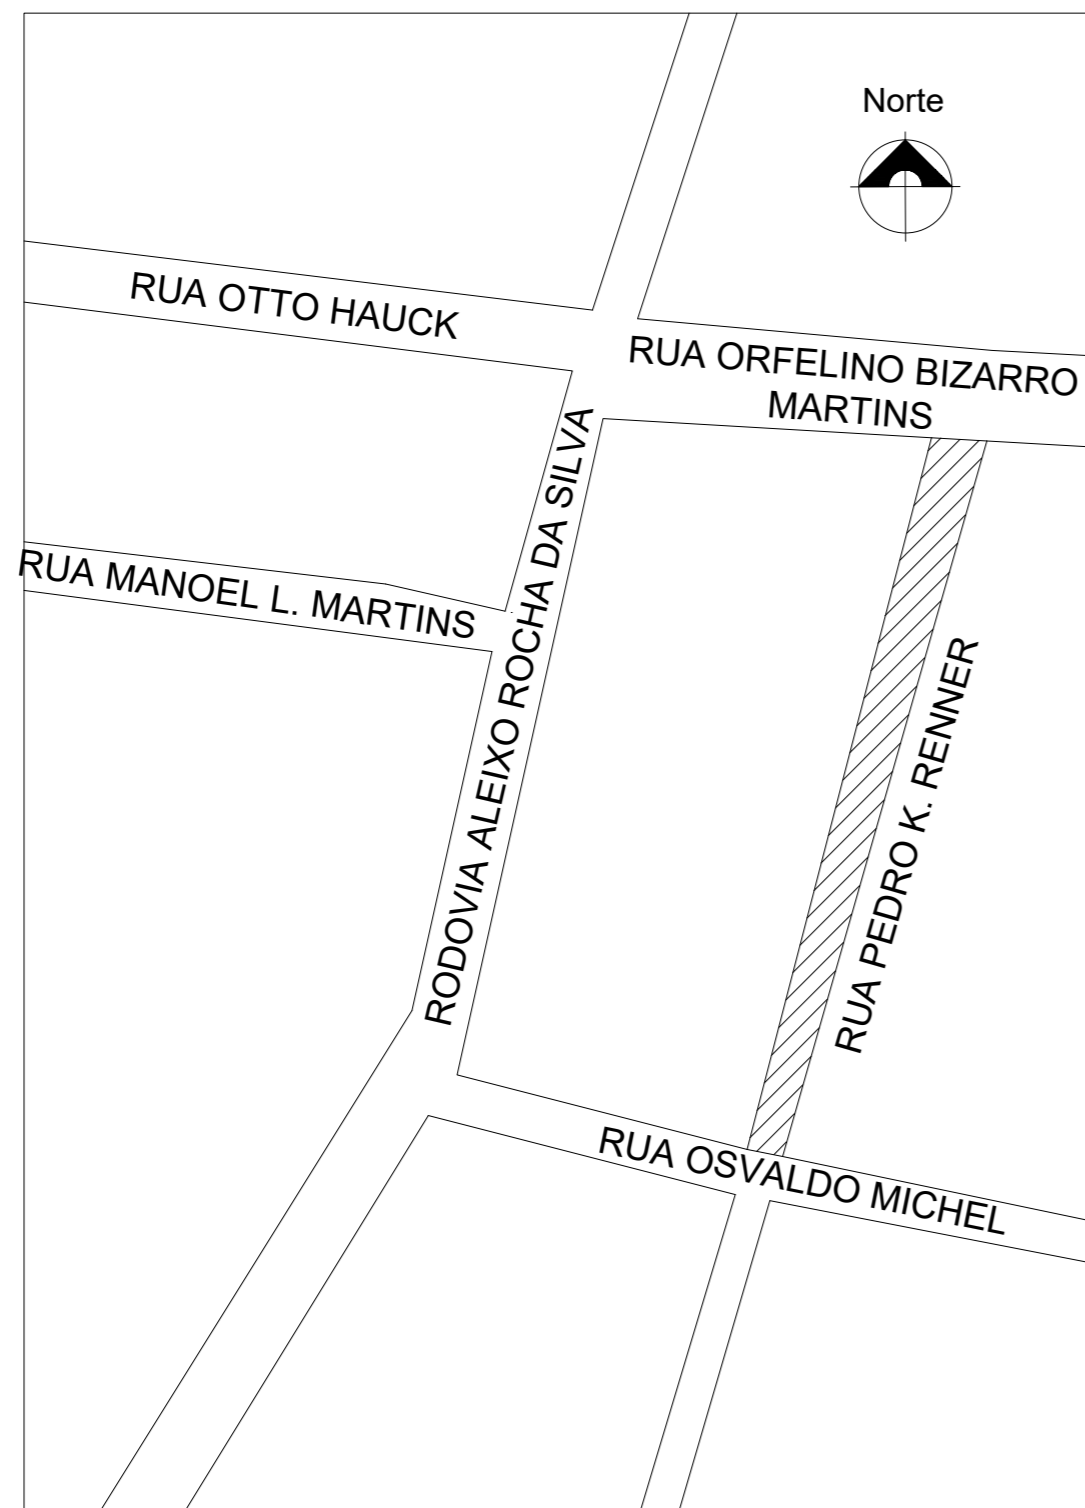 Norte
RUA OTTO HAUCK
RUA ORFELINO BIZARRO
MARTINS
RODOVIA ALEIXO ROCHA DA SILVA
RUA MANOEL L. MARTINS
RUA PEDRO K. RENNER
RUA OSVALDO MICHEL